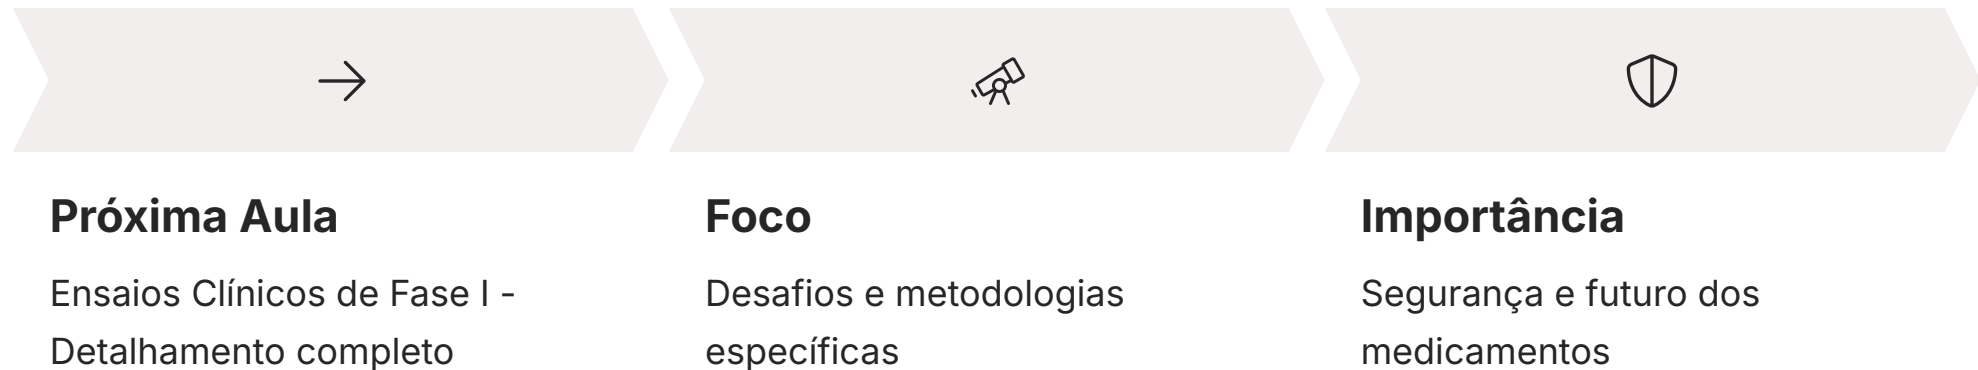 Próxima Aula
Ensaios Clínicos de Fase I -
Detalhamento completo
Foco
Desafios e metodologias
específicas
Importância
Segurança e futuro dos
medicamentos